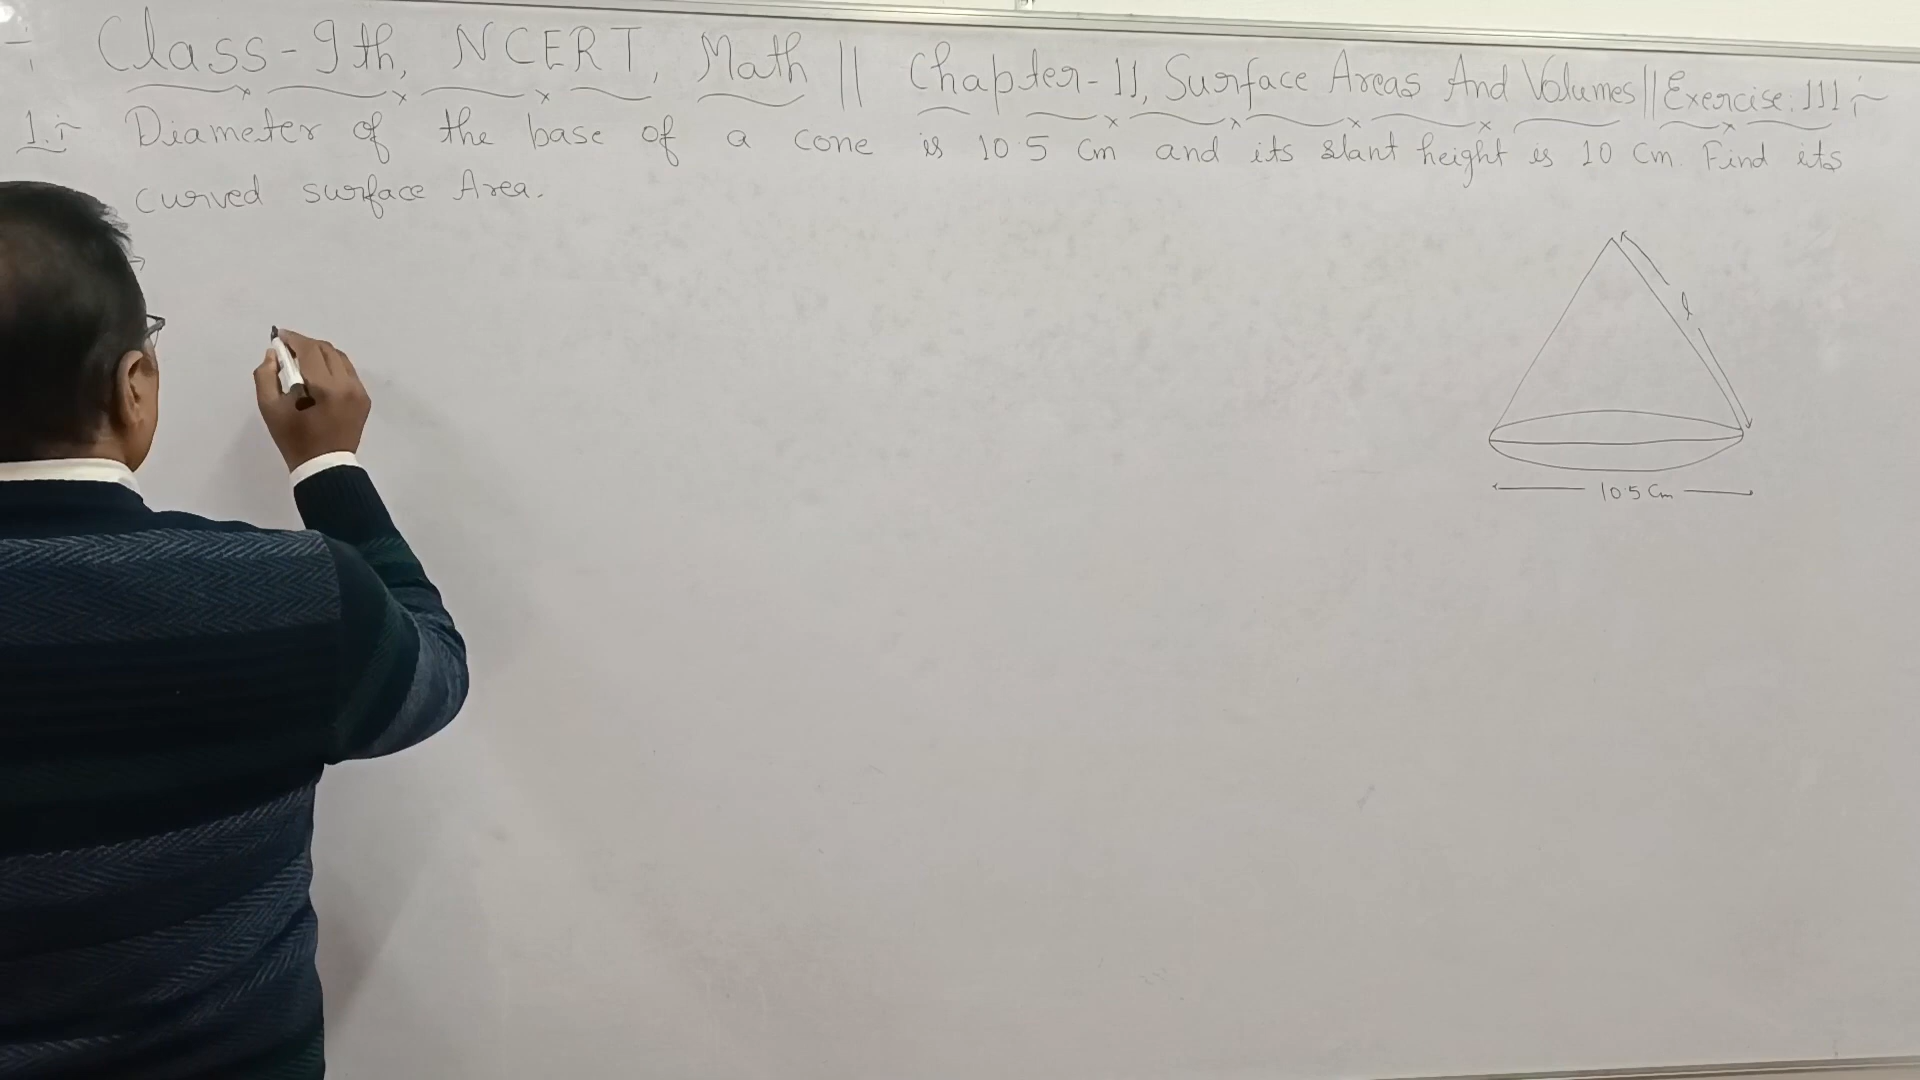 Class-9th, NCERT, Math || Chapter-11, Surface Areas And Volumes || Exercise: 11.1 :-
1.:- Diameter of the base of a cone is 10.5 cm and its slant height is 10 cm. Find its
curved surface Area.
l
10.5 cm